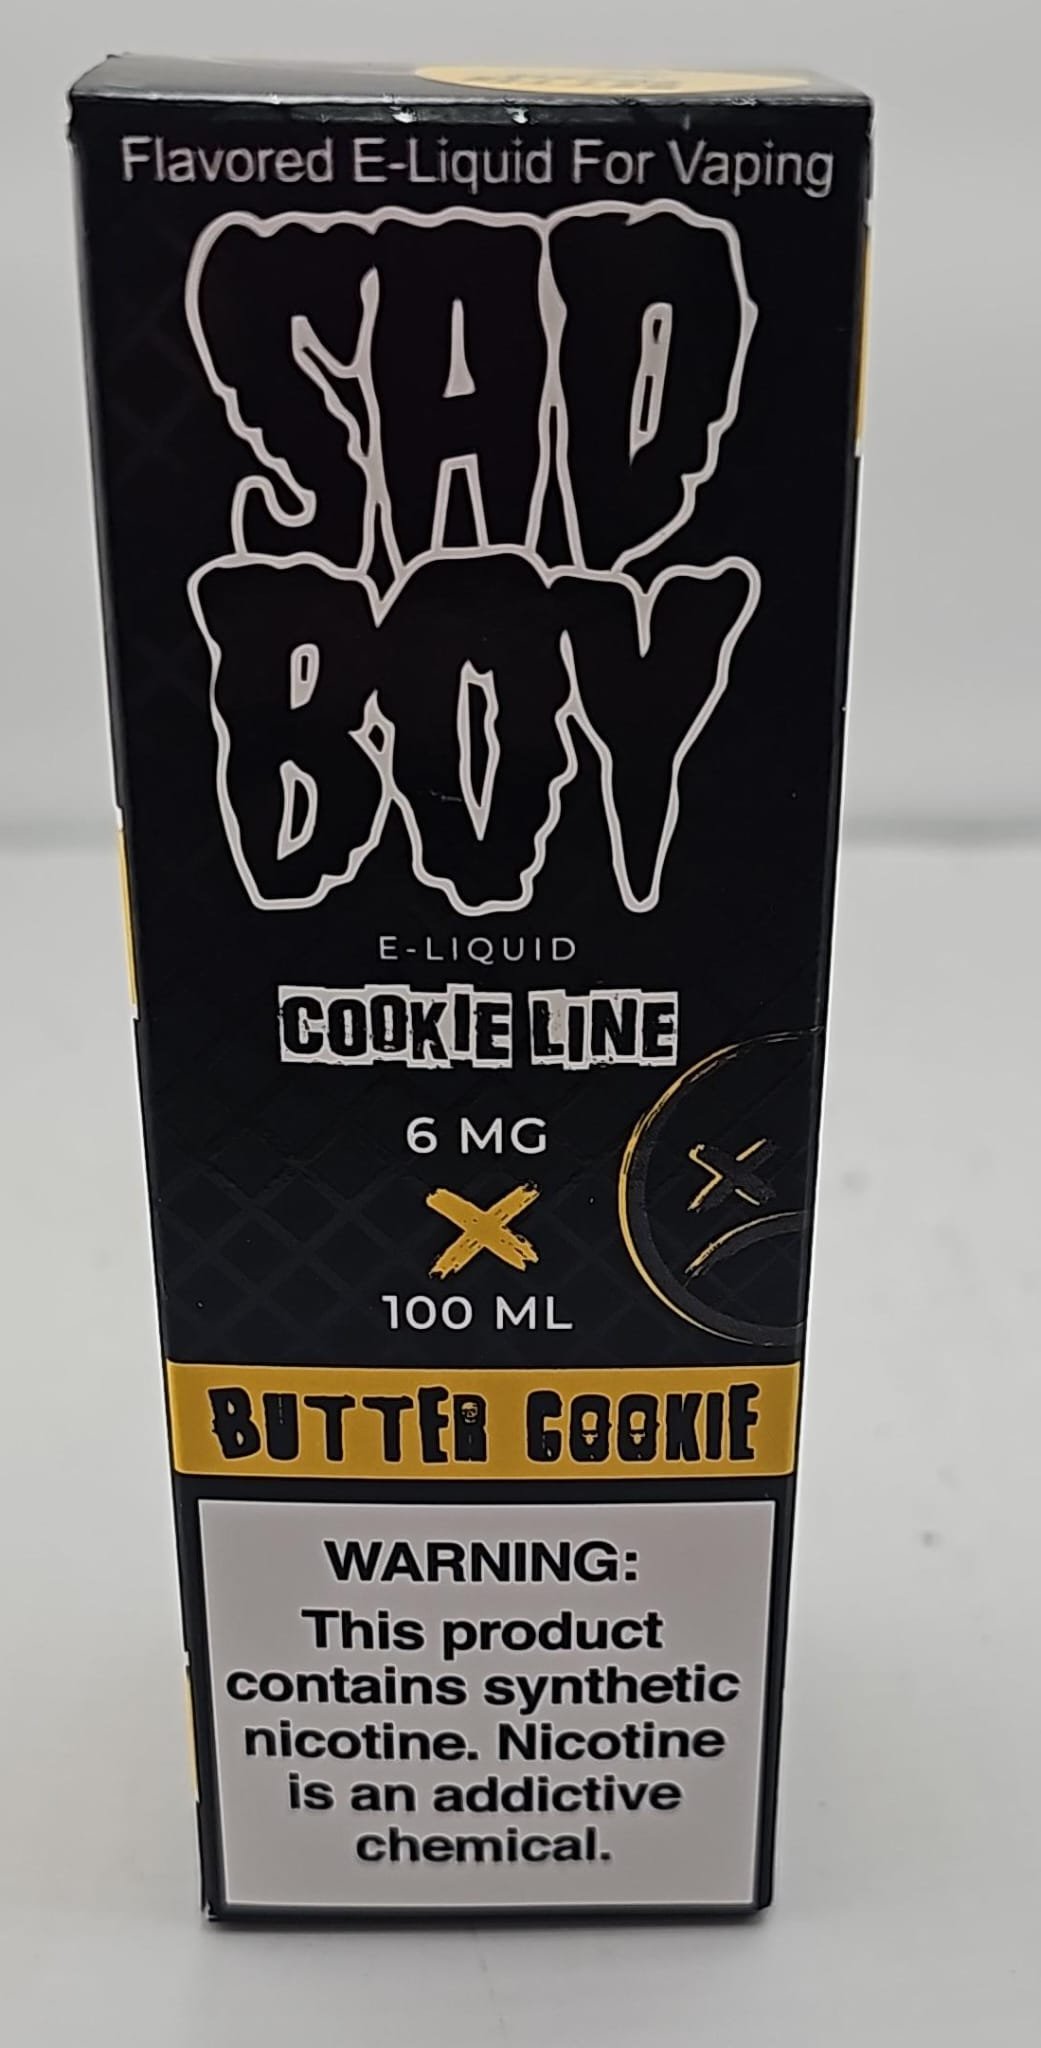 Flavored E-Liquid For Vaping
SAD
BOY
E-LIQUID
COOKIE LINE
6 MG
X
100 ML
BUTTER COOKIE
WARNING:
This product
contains synthetic
nicotine. Nicotine
is an addictive
chemical.